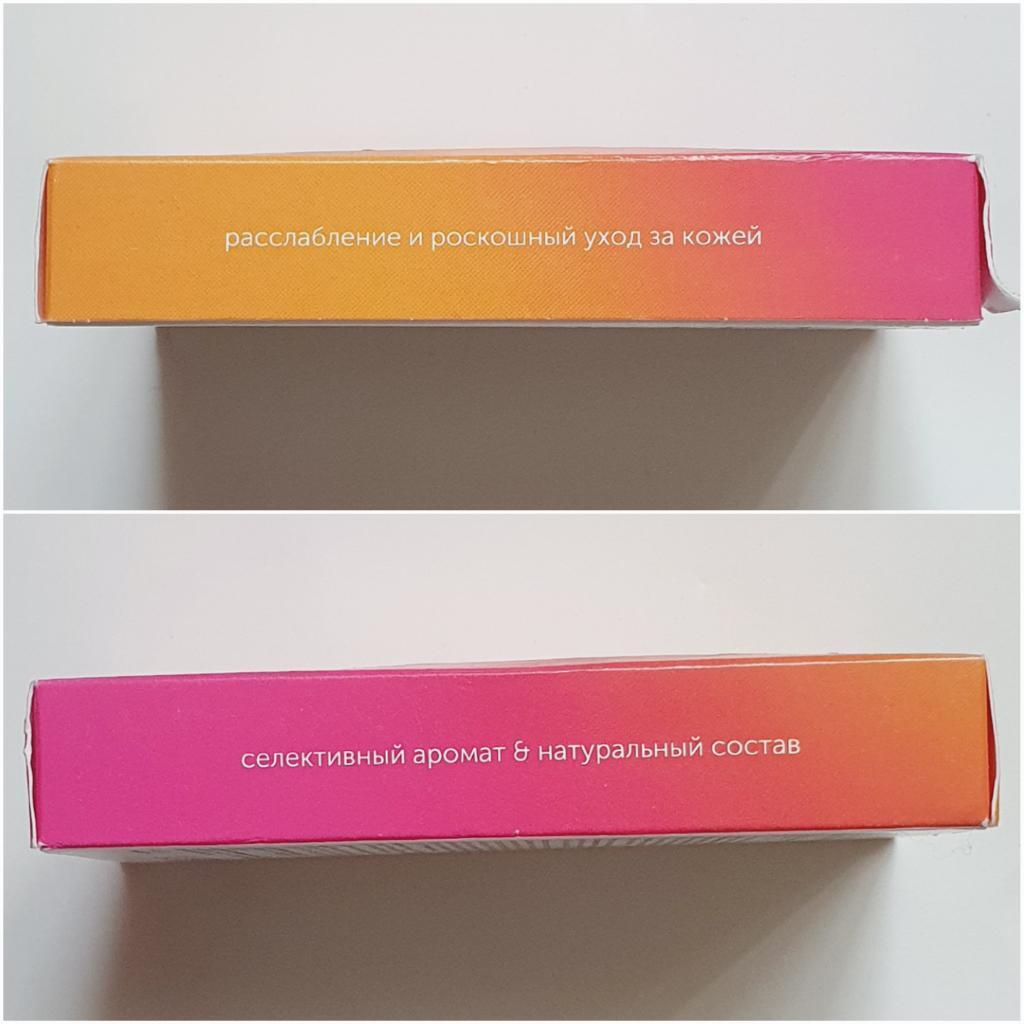 расслабление и роскошный уход за кожей
селективный аромат & натуральный состав